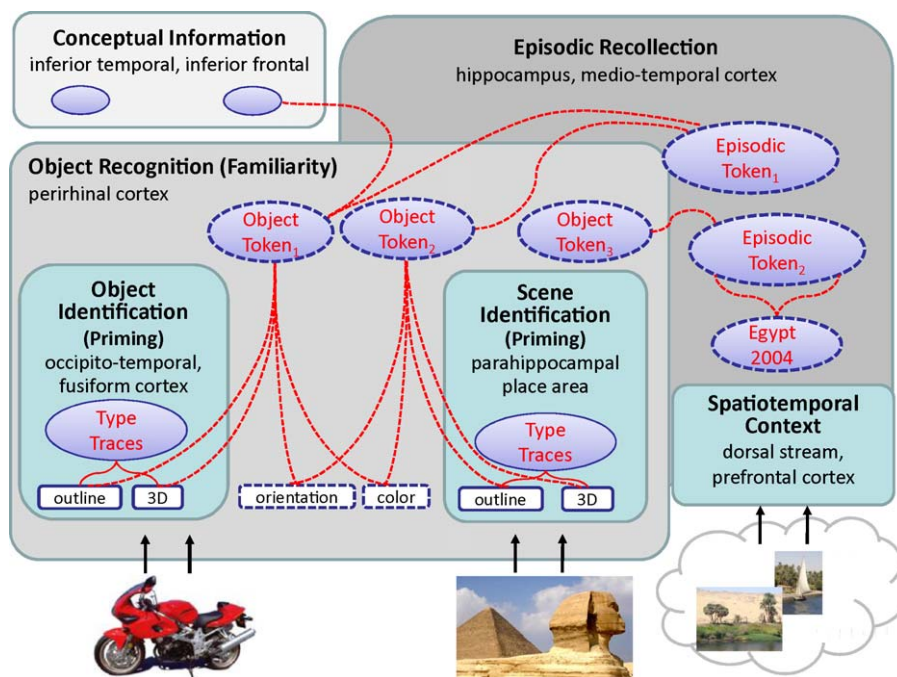 Conceptual Information
inferior temporal, inferior frontal
Episodic Recollection
hippocampus, medio-temporal cortex
Episodic
Token₁
Object Recognition (Familiarity)
perirhinal cortex
Object
Token₁
Object
Token₂
Object
Token₃
Episodic
Token₂
Object
Identification
(Priming)
occipito-temporal,
fusiform cortex
Type
Traces
outline
3D
orientation
color
Scene
Identification
(Priming)
parahippocampal
place area
Type
Traces
outline
3D
Egypt
2004
Spatiotemporal
Context
dorsal stream,
prefrontal cortex